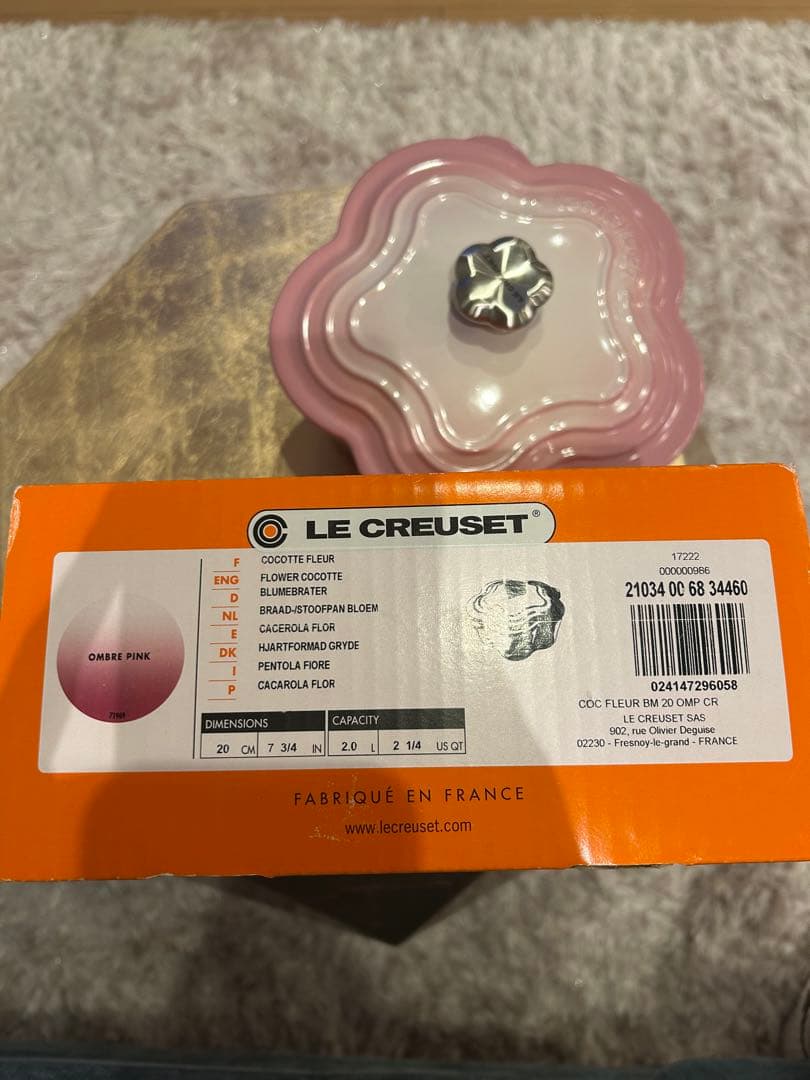 LE CREUSET®
OMBRE PINK
F COCOTTE FLEUR
ENG FLOWER COCOTTE
D BLUMEBRATER
NL BRAAD-/STOOFPAN BLOEM
E CACEROLA FLOR
DK HJARTFORMAD GRYDE
I PENTOLA FIORE
P CACAROLA FLOR
DIMENSIONS CAPACITY
20 CM 7 3/4 IN 2.0 L 2 1/4 US QT
17222
000000986
21034 00 68 34460
024147296058
COC FLEUR BM 20 OMP CR
LE CREUSET SAS
902, rue Olivier Deguise
02230 - Fresnoy-le-grand - FRANCE
FABRIQUÉ EN FRANCE
www.lecreuset.com